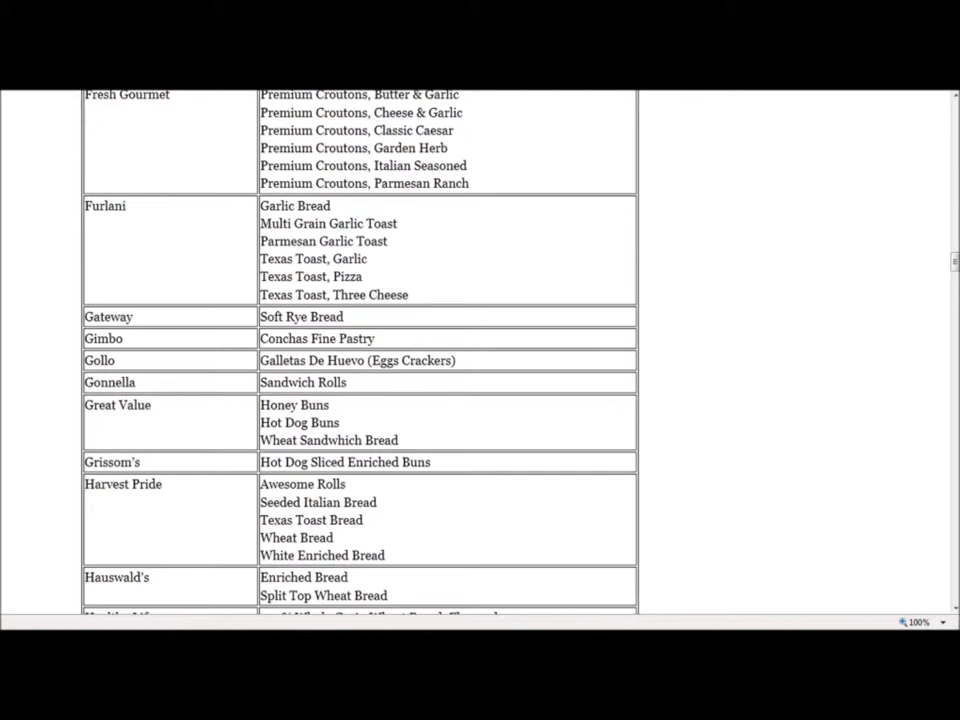 Fresh Gourmet
Premium Croutons, Butter & Garlic
Premium Croutons, Cheese & Garlic
Premium Croutons, Classic Caesar
Premium Croutons, Garden Herb
Premium Croutons, Italian Seasoned
Premium Croutons, Parmesan Ranch
Furlani
Garlic Bread
Multi Grain Garlic Toast
Parmesan Garlic Toast
Texas Toast, Garlic
Texas Toast, Pizza
Texas Toast, Three Cheese
Gateway
Soft Rye Bread
Gimbo
Conchas Fine Pastry
Gollo
Galletas De Huevo (Eggs Crackers)
Gonnella
Sandwich Rolls
Great Value
Honey Buns
Hot Dog Buns
Wheat Sandwhich Bread
Grissom's
Hot Dog Sliced Enriched Buns
Harvest Pride
Awesome Rolls
Seeded Italian Bread
Texas Toast Bread
Wheat Bread
White Enriched Bread
Hauswald's
Enriched Bread
Split Top Wheat Bread
100%